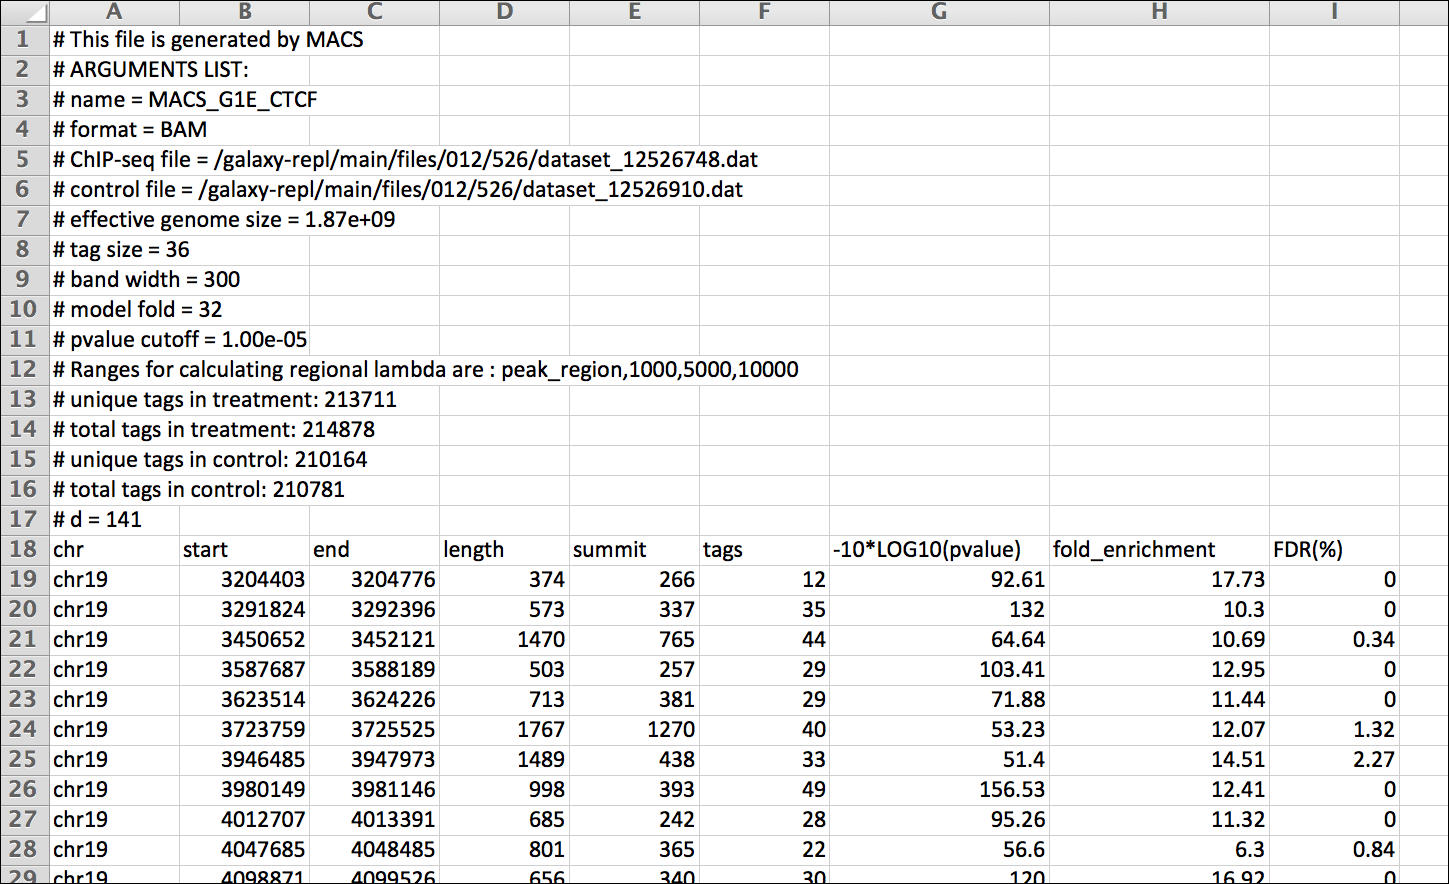 A B C D E F G H I
1 # This file is generated by MACS
2 # ARGUMENTS LIST:
3 # name = MACS_G1E_CTCF
4 # format = BAM
5 # ChIP-seq file = /galaxy-repl/main/files/012/526/dataset_12526748.dat
6 # control file = /galaxy-repl/main/files/012/526/dataset_12526910.dat
7 # effective genome size = 1.87e+09
8 # tag size = 36
9 # band width = 300
10 # model fold = 32
11 # pvalue cutoff = 1.00e-05
12 # Ranges for calculating regional lambda are : peak_region,1000,5000,10000
13 # unique tags in treatment: 213711
14 # total tags in treatment: 214878
15 # unique tags in control: 210164
16 # total tags in control: 210781
17 # d = 141
18 chr start end length summit tags -10*LOG10(pvalue) fold_enrichment FDR(%)
19 chr19 3204403 3204776 374 266 12 92.61 17.73 0
20 chr19 3291824 3292396 573 337 35 132 10.3 0
21 chr19 3450652 3452121 1470 765 44 64.64 10.69 0.34
22 chr19 3587687 3588189 503 257 29 103.41 12.95 0
23 chr19 3623514 3624226 713 381 29 71.88 11.44 0
24 chr19 3723759 3725525 1767 1270 40 53.23 12.07 1.32
25 chr19 3946485 3947973 1489 438 33 51.4 14.51 2.27
26 chr19 3980149 3981146 998 393 49 156.53 12.41 0
27 chr19 4012707 4013391 685 242 28 95.26 11.32 0
28 chr19 4047685 4048485 801 365 22 56.6 6.3 0.84
29 chr19 4098871 4099526 656 340 30 120 16.92 0